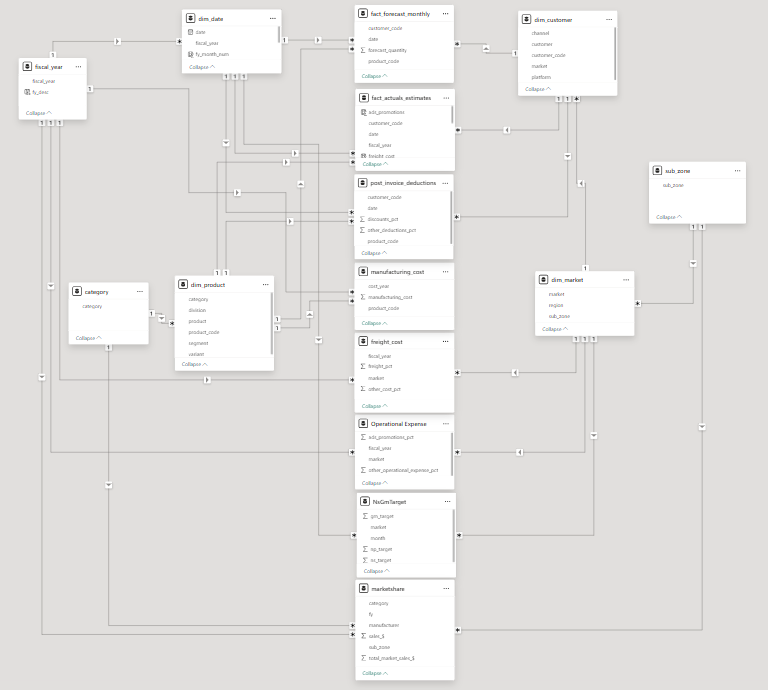 dim_date
date
fiscal_year
fy_month_num
Collapse
fact_forecast_monthly
customer_code
date
forecast_quantity
product_code
Collapse
dim_customer
channel
customer
customer_code
market
platform
Collapse
fiscal_year
fiscal_year
fy_desc
Collapse
fact_actuals_estimates
ads_promotions
customer_code
date
fiscal_year
freight_cost
Collapse
post_invoice_deductions
customer_code
date
discounts_pct
other_deductions_pct
product_code
Collapse
sub_zone
sub_zone
Collapse
manufacturing_cost
cost_year
manufacturing_cost
product_code
Collapse
dim_market
market
region
sub_zone
Collapse
category
category
Collapse
dim_product
category
division
product
product_code
segment
variant
Collapse
freight_cost
fiscal_year
freight_pct
market
other_cost_pct
Collapse
Operational Expense
ads_promotions_pct
fiscal_year
market
other_operational_expense_pct
Collapse
NsGmTarget
gm_target
market
month
np_target
ns_target
Collapse
marketshare
category
fy
manufacturer
sales_$
sub_zone
total_market_sales_$
Collapse